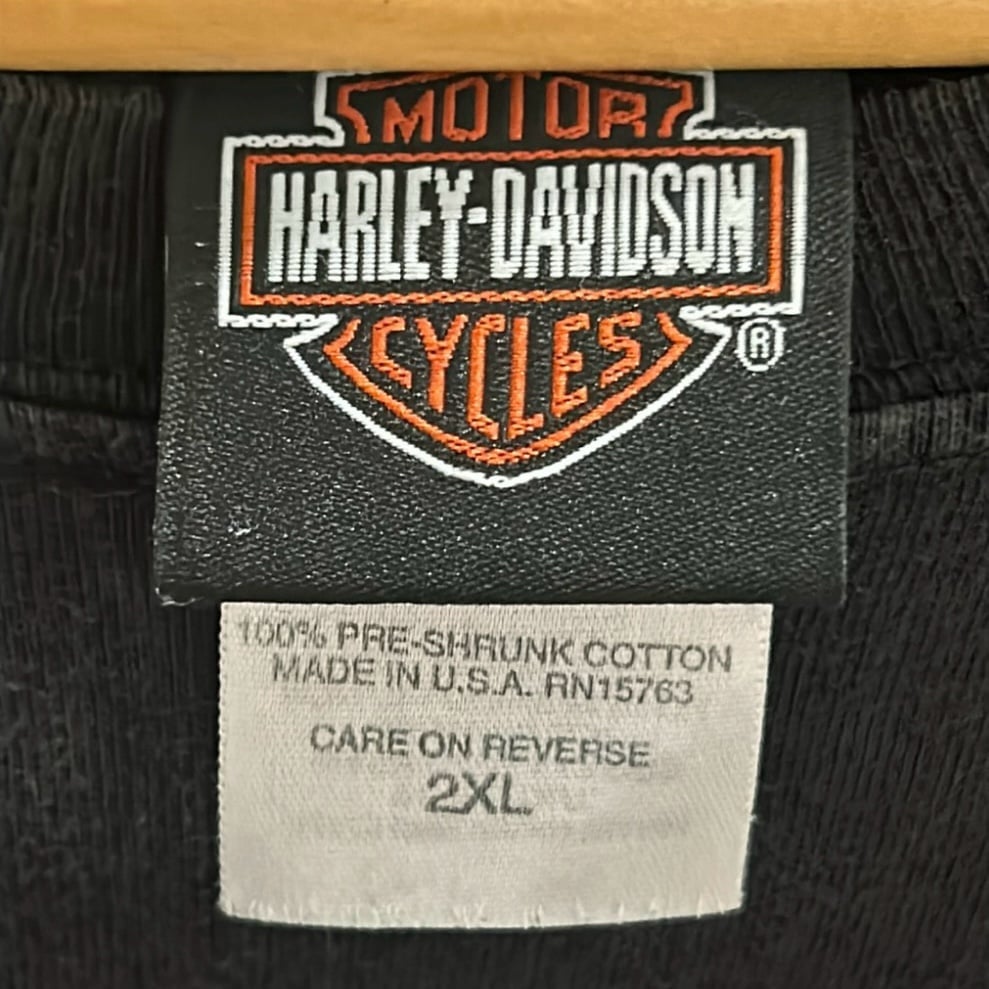 MOTOR
HARLEY-DAVIDSON
CYCLES
®
100% PRE-SHRUNK COTTON
MADE IN U.S.A. RN15763
CARE ON REVERSE
2XL